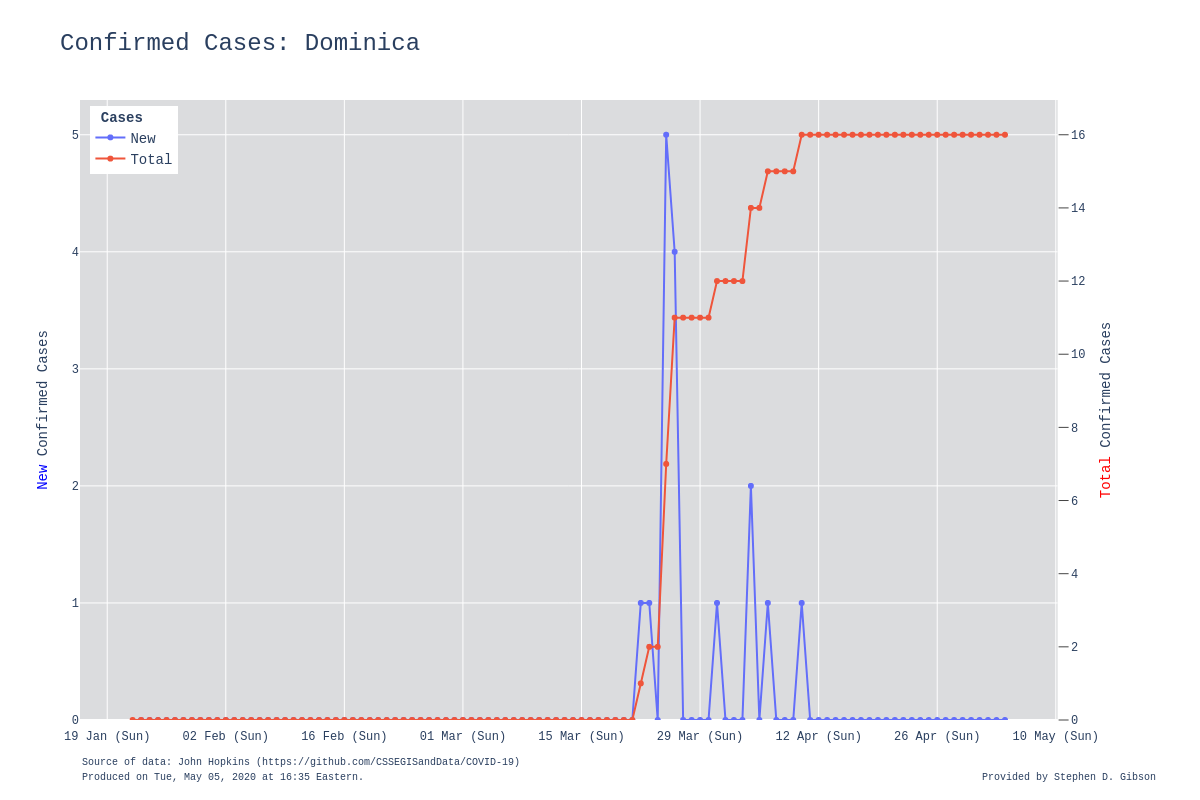 Confirmed Cases: Dominica
Cases
New
Total
5
4
3
2
1
0
New Confirmed Cases
16
14
12
10
8
6
4
2
0
Total Confirmed Cases
19 Jan (Sun) 02 Feb (Sun) 16 Feb (Sun) 01 Mar (Sun) 15 Mar (Sun) 29 Mar (Sun) 12 Apr (Sun) 26 Apr (Sun) 10 May (Sun)
Source of data: John Hopkins (https://github.com/CSSEGISandData/COVID-19)
Produced on Tue, May 05, 2020 at 16:35 Eastern.
Provided by Stephen D. Gibson